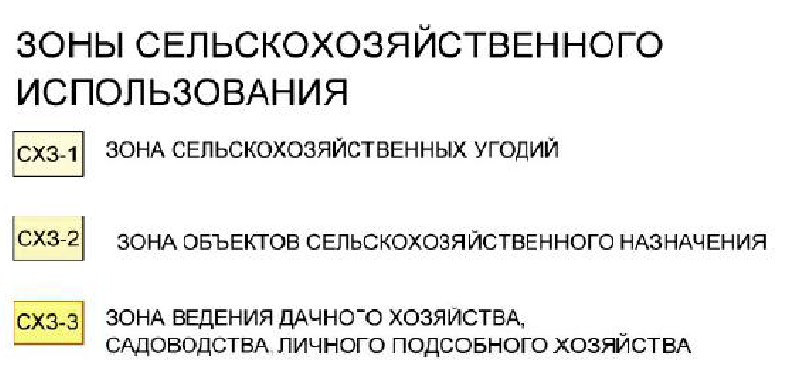 ЗОНЫ СЕЛЬСКОХОЗЯЙСТВЕННОГО
ИСПОЛЬЗОВАНИЯ
СХЗ-1 ЗОНА СЕЛЬСКОХОЗЯЙСТВЕННЫХ УГОДИЙ
СХЗ-2 ЗОНА ОБЪЕКТОВ СЕЛЬСКОХОЗЯЙСТВЕННОГО НАЗНАЧЕНИЯ
СХЗ-3 ЗОНА ВЕДЕНИЯ ДАЧНОГО ХОЗЯЙСТВА,
САДОВОДСТВА, ЛИЧНОГО ПОДСОБНОГО ХОЗЯЙСТВА